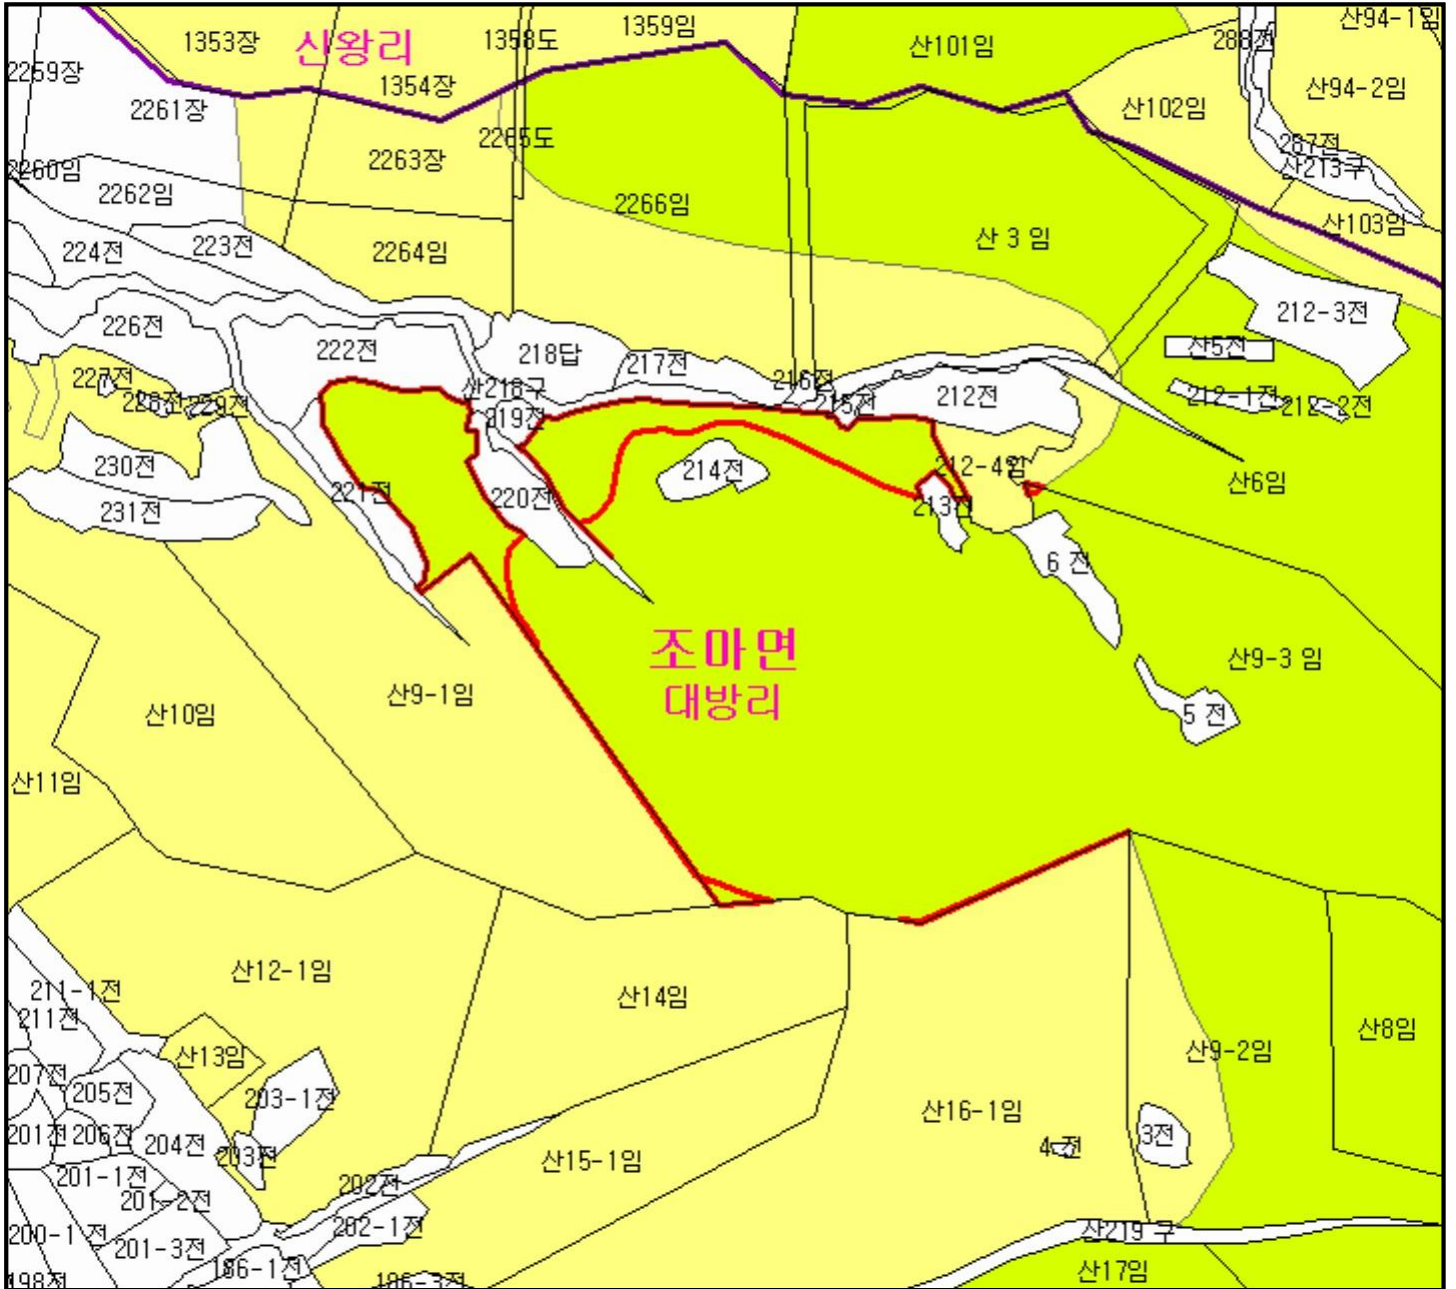 산94-1임
1353장
신왕리
1358도
1359임
산101임
288전
2259장
1354장
산94-2임
2261장
산102임
2265도
287전
2263장
산213구
2260임
2262임
2266임
산103임
224전
223전
2264임
산 3 임
212-3전
226전
222전
218답
217전
산5전
227전
산218구
216전
212전
212-1전
228전
229전
319전
215전
212-2전
230전
221전
220전
214전
212-4임
산6임
231전
213전
6 전
조마면
산9-3 임
산9-1임
대방리
산10임
5 전
산11임
산12-1임
211-1전
산14임
211전
산8임
산13임
산9-2임
207전
205전
203-1전
산16-1임
201전
206전
204전
3전
4 전
203전
산15-1임
201-1전
202전
201-2전
200-1 전
202-1전
산219 구
201-3전
186-1전
산17임
198전
186-3전